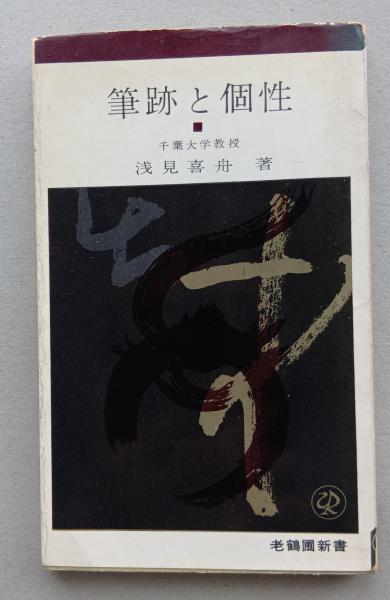 筆跡と個性
千葉大学教授
浅見喜舟 著
老鶴圃新書